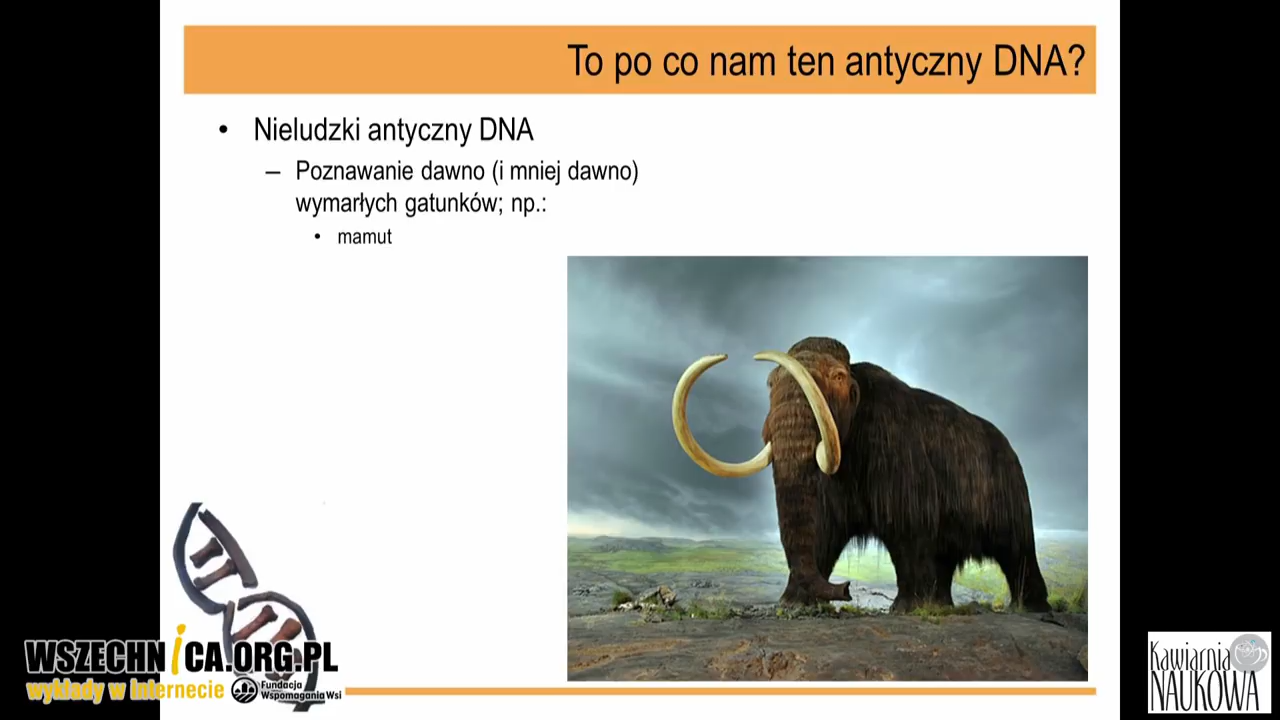 To po co nam ten antyczny DNA?
• Nieludzki antyczny DNA
– Poznawanie dawno (i mniej dawno)
wymarłych gatunków; np.:
• mamut
WSZECHNiCA.ORG.PL
wykłady w Internecie
Fundacja
Wspomagania Wsi
Kawiarnia
NAUKOWA